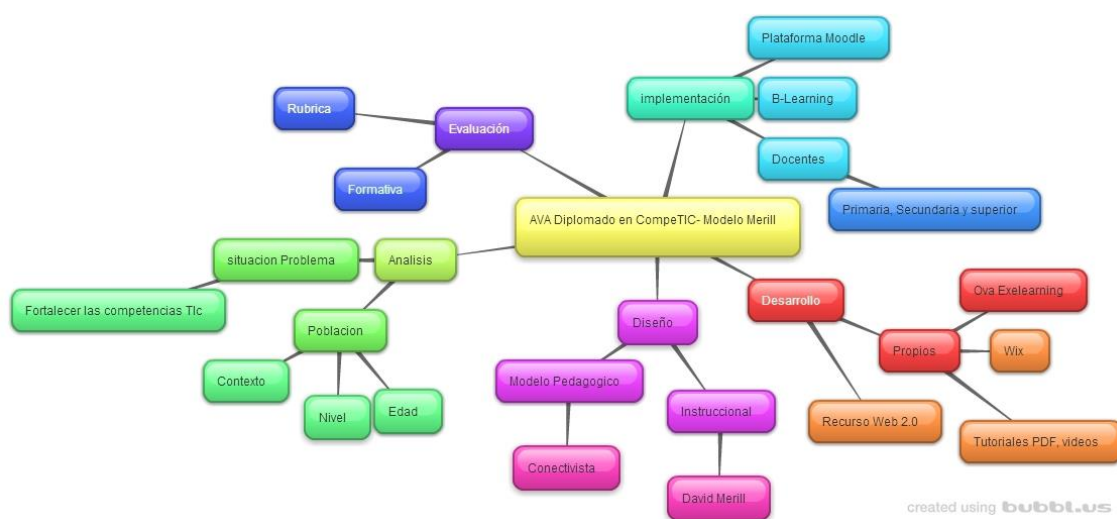 Plataforma Moodle
implementación
B-Learning
Docentes
Primaria, Secundaria y superior
Rubrica
Evaluación
Formativa
AVA Diplomado en CompeTIC- Modelo Merill
situacion Problema
Analisis
Fortalecer las competencias TIc
Poblacion
Contexto
Nivel
Edad
Diseño
Modelo Pedagogico
Instruccional
Conectivista
David Merill
Desarrollo
Ova Exelearning
Propios
Wix
Recurso Web 2.0
Tutoriales PDF, videos
created using bubbl.us